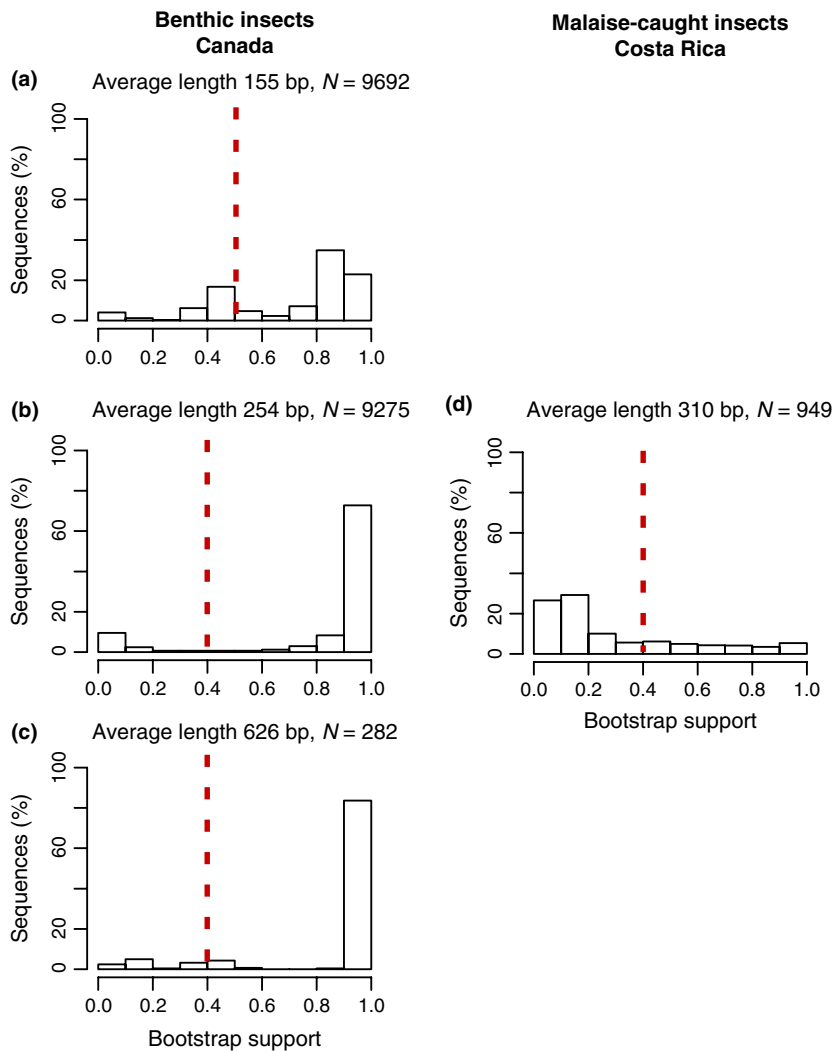 Benthic insects
Canada
Malaise-caught insects
Costa Rica
(a) Average length 155 bp, N = 9692
Sequences (%)
0 20 60 100
0.0 0.2 0.4 0.6 0.8 1.0
(b) Average length 254 bp, N = 9275
Sequences (%)
0 20 60 100
0.0 0.2 0.4 0.6 0.8 1.0
(d) Average length 310 bp, N = 949
Sequences (%)
0 20 60 100
0.0 0.2 0.4 0.6 0.8 1.0
Bootstrap support
(c) Average length 626 bp, N = 282
Sequences (%)
0 20 60 100
0.0 0.2 0.4 0.6 0.8 1.0
Bootstrap support